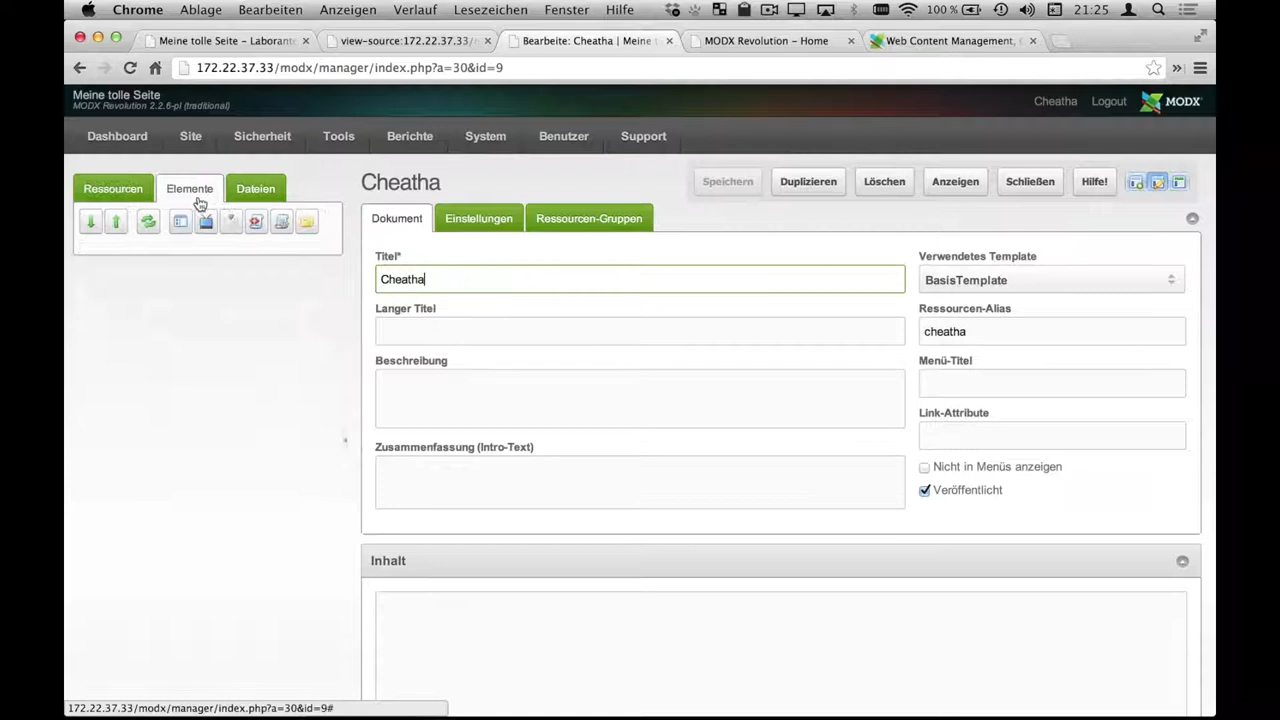 Chrome Ablage Bearbeiten Anzeigen Verlauf Lesezeichen Fenster Hilfe 100 % 21:25
Meine tolle Seite - Laborante view-source:172.22.37.33/ Bearbeite: Cheatha | Meine MODX Revolution - Home Web Content Management,
172.22.37.33/modx/manager/index.php?a=30&id=9
Meine tolle Seite
MODX Revolution 2.2.6-pl (traditional)
Cheatha Logout MODX
Dashboard Site Sicherheit Tools Berichte System Benutzer Support
Ressourcen Elemente Dateien
Cheatha
Speichern Duplizieren Löschen Anzeigen Schließen Hilfe!
Dokument Einstellungen Ressourcen-Gruppen
Titel* Verwendetes Template
Cheatha BasisTemplate
Langer Titel Ressourcen-Alias
cheatha
Beschreibung Menü-Titel
Link-Attribute
Zusammenfassung (Intro-Text)
Nicht in Menüs anzeigen
Veröffentlicht
Inhalt
172.22.37.33/modx/manager/index.php?a=30&id=9#